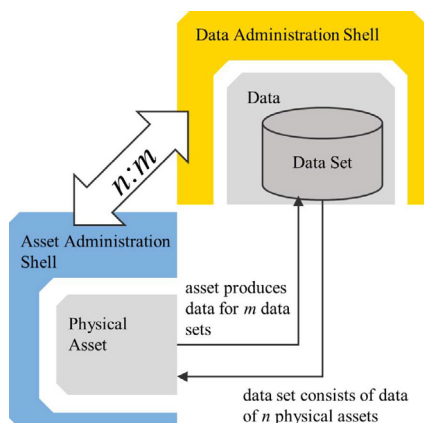 Data Administration Shell
Data
Data Set
n:m
Asset Administration
Shell
Physical
Asset
asset produces
data for m data
sets
data set consists of data
of n physical assets